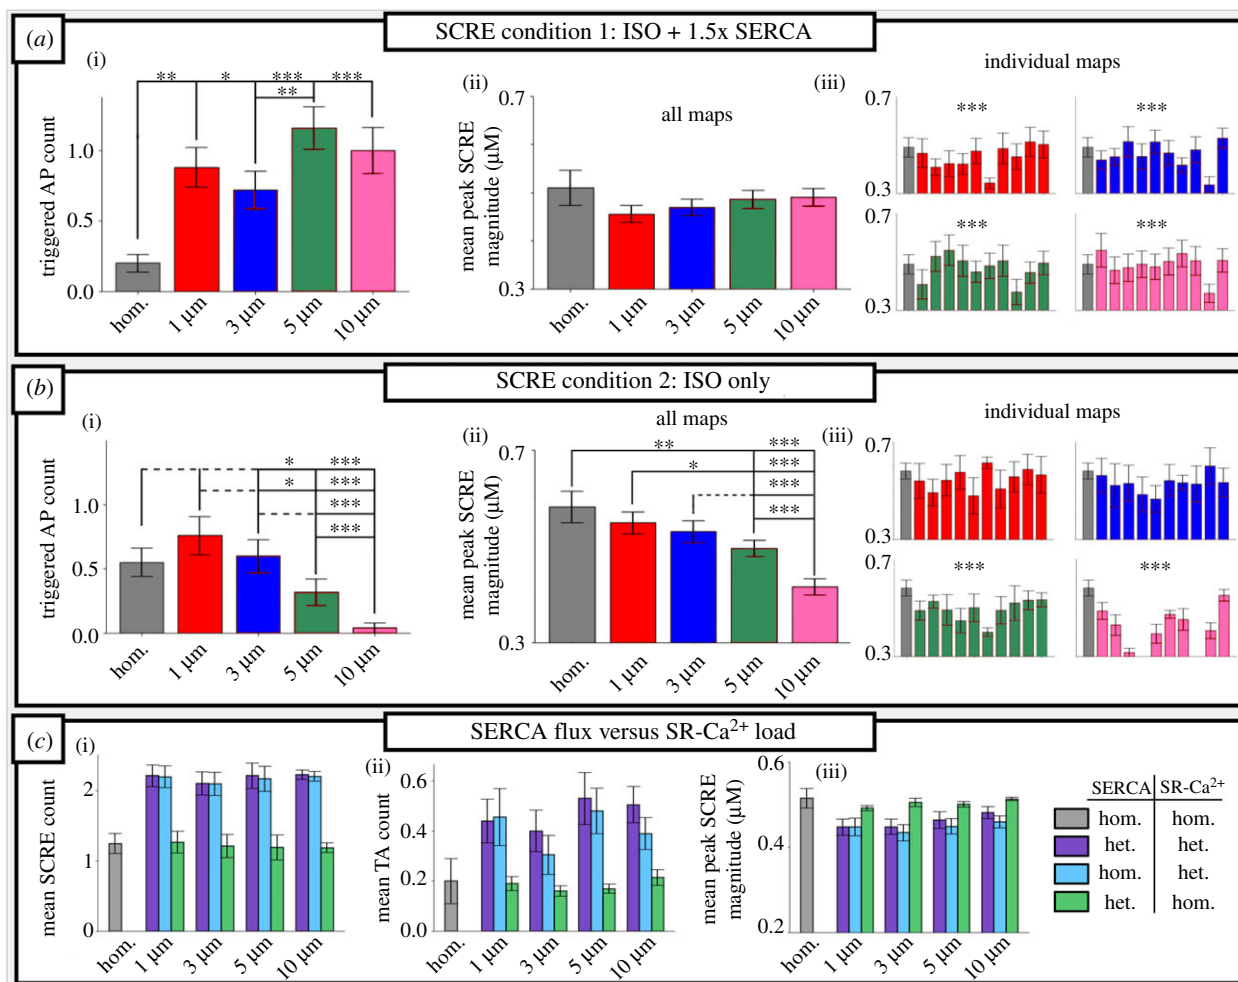 (a)
SCRE condition 1: ISO + 1.5x SERCA
(i)
** * *** ***
**
triggered AP count
1.0
0.5
0.0
hom. 1 µm 3 µm 5 µm 10 µm
(ii)
all maps
mean peak SCRE
magnitude (µM)
0.7
0.3
hom. 1 µm 3 µm 5 µm 10 µm
(iii)
individual maps
0.7
0.3
*** ***
0.7
0.3
*** ***
(b)
SCRE condition 2: ISO only
(i)
* ***
* ***
***
***
triggered AP count
1.0
0.5
0.0
hom. 1 µm 3 µm 5 µm 10 µm
(ii)
all maps
** ***
* ***
***
***
mean peak SCRE
magnitude (µM)
0.7
0.3
hom. 1 µm 3 µm 5 µm 10 µm
(iii)
individual maps
0.7
0.3
0.7
0.3
*** ***
(c)
SERCA flux versus SR-Ca²⁺ load
(i)
mean SCRE count
2
1
0
hom. 1 µm 3 µm 5 µm 10 µm
(ii)
mean TA count
0.6
0.4
0.2
0
hom. 1 µm 3 µm 5 µm 10 µm
(iii)
mean peak SCRE
magnitude (µM)
0.6
0.4
0.2
hom. 1 µm 3 µm 5 µm 10 µm
SERCA SR-Ca²⁺
hom. hom.
het. het.
hom. het.
het. hom.